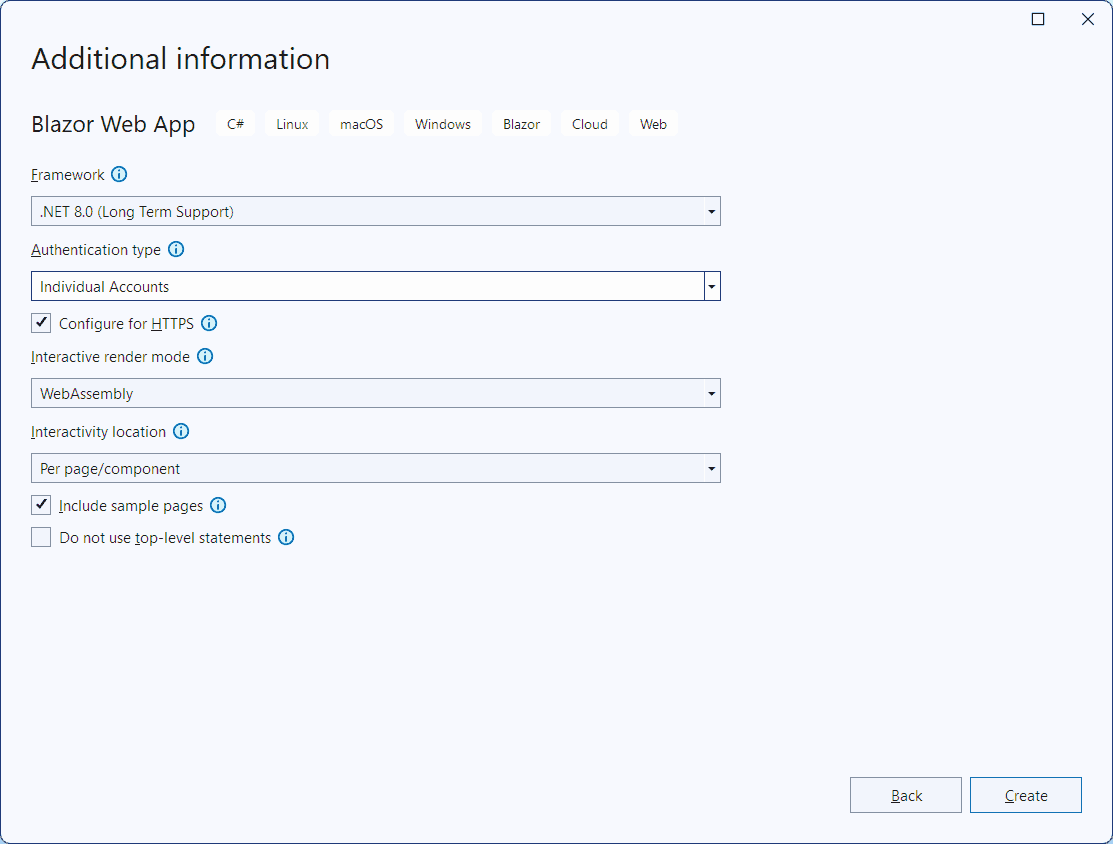 Additional information
Blazor Web App C# Linux macOS Windows Blazor Cloud Web
Framework
.NET 8.0 (Long Term Support)
Authentication type
Individual Accounts
Configure for HTTPS
Interactive render mode
WebAssembly
Interactivity location
Per page/component
Include sample pages
Do not use top-level statements
Back Create